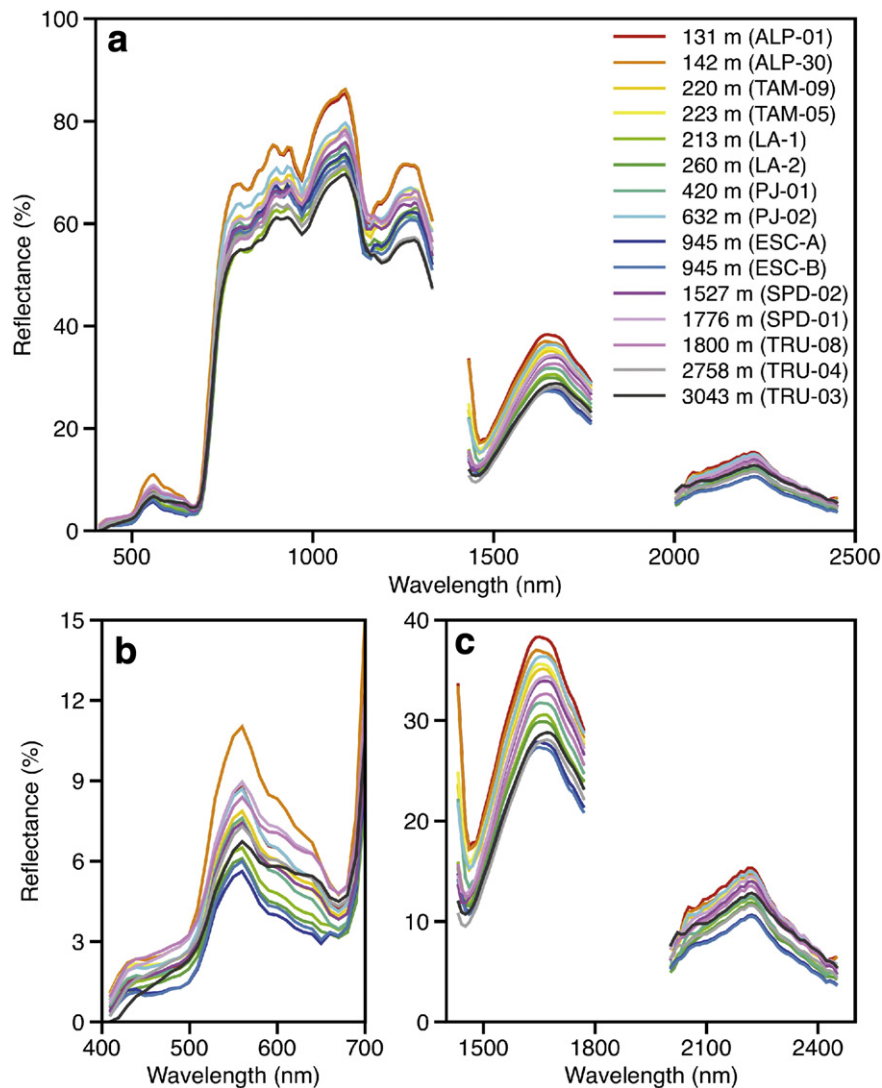 a
100
80
60
40
20
0
Reflectance (%)
500
1000
1500
2000
2500
Wavelength (nm)
131 m (ALP-01)
142 m (ALP-30)
220 m (TAM-09)
223 m (TAM-05)
213 m (LA-1)
260 m (LA-2)
420 m (PJ-01)
632 m (PJ-02)
945 m (ESC-A)
945 m (ESC-B)
1527 m (SPD-02)
1776 m (SPD-01)
1800 m (TRU-08)
2758 m (TRU-04)
3043 m (TRU-03)
b
15
12
9
6
3
0
Reflectance (%)
400
500
600
700
Wavelength (nm)
c
40
30
20
10
0
1500
1800
2100
2400
Wavelength (nm)